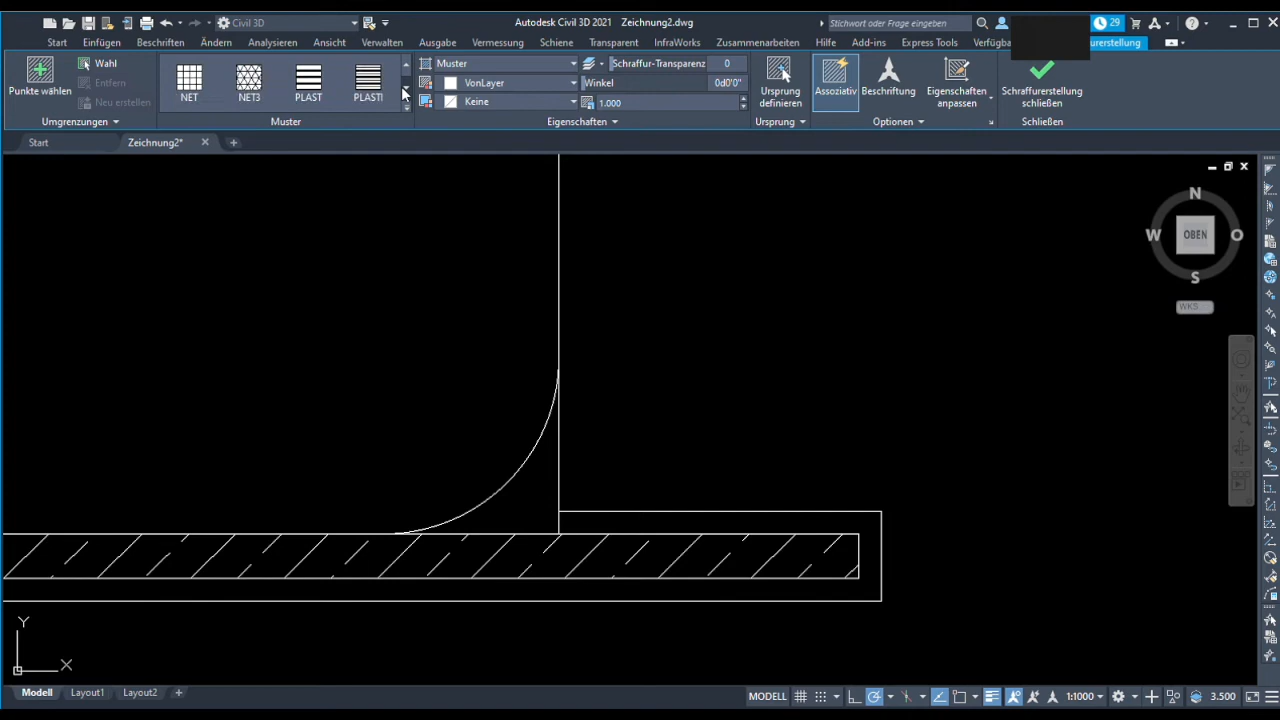 Civil 3D
Autodesk Civil 3D 2021 Zeichnung2.dwg
Stichwort oder Frage eingeben
29
Start Einfügen Beschriften Ändern Analysieren Ansicht Verwalten Ausgabe Vermessung Schiene Transparent InfraWorks Zusammenarbeiten Hilfe Add-ins Express Tools Verfügba urerstellung
Punkte wählen
Wahl
Entfern
Neu erstellen
NET NET3 PLAST PLASTI
Muster
VonLayer
Keine
Schraffur-Transparenz 0
Winkel 0d0'0"
1.000
Ursprung
definieren
Assoziativ
Beschriftung
Eigenschaften
anpassen
Schraffurerstellung
schließen
Umgrenzungen Muster Eigenschaften Ursprung Optionen Schließen
Start Zeichnung2*
N
W OBEN O
S
WKS
Y
X
Modell Layout1 Layout2
MODELL 1:1000 3.500